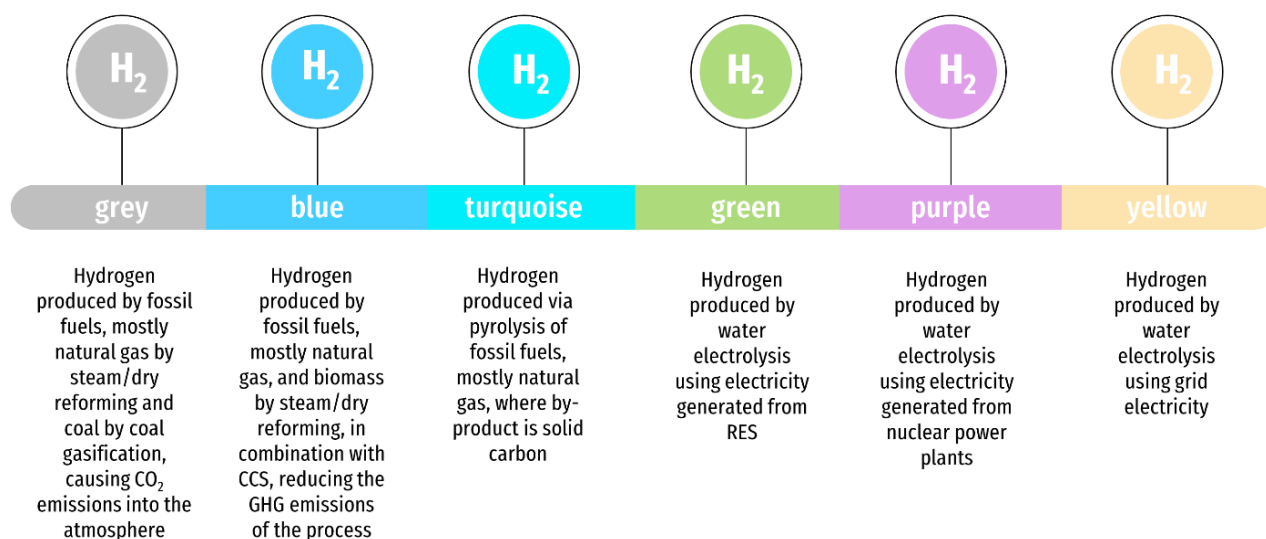 H₂
H₂
H₂
H₂
H₂
H₂
grey
blue
turquoise
green
purple
yellow
Hydrogen
produced by fossil
fuels, mostly
natural gas by
steam/dry
reforming and
coal by coal
gasification,
causing CO₂
emissions into the
atmosphere
Hydrogen
produced by
fossil fuels,
mostly natural
gas, and biomass
by steam/dry
reforming, in
combination with
CCS, reducing the
GHG emissions
of the process
Hydrogen
produced via
pyrolysis of
fossil fuels,
mostly natural
gas, where by-
product is solid
carbon
Hydrogen
produced by
water
electrolysis
using electricity
generated from
RES
Hydrogen
produced by
water
electrolysis
using electricity
generated from
nuclear power
plants
Hydrogen
produced by
water
electrolysis
using grid
electricity